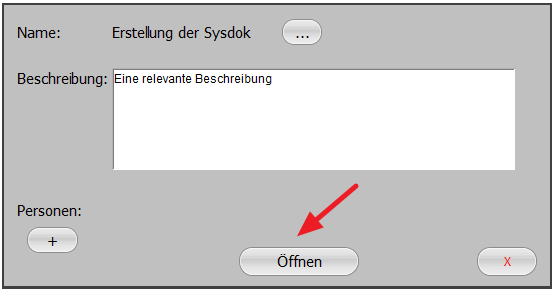 Name: Erstellung der Sysdok ...
Beschreibung: Eine relevante Beschreibung
Personen:
+
Öffnen X